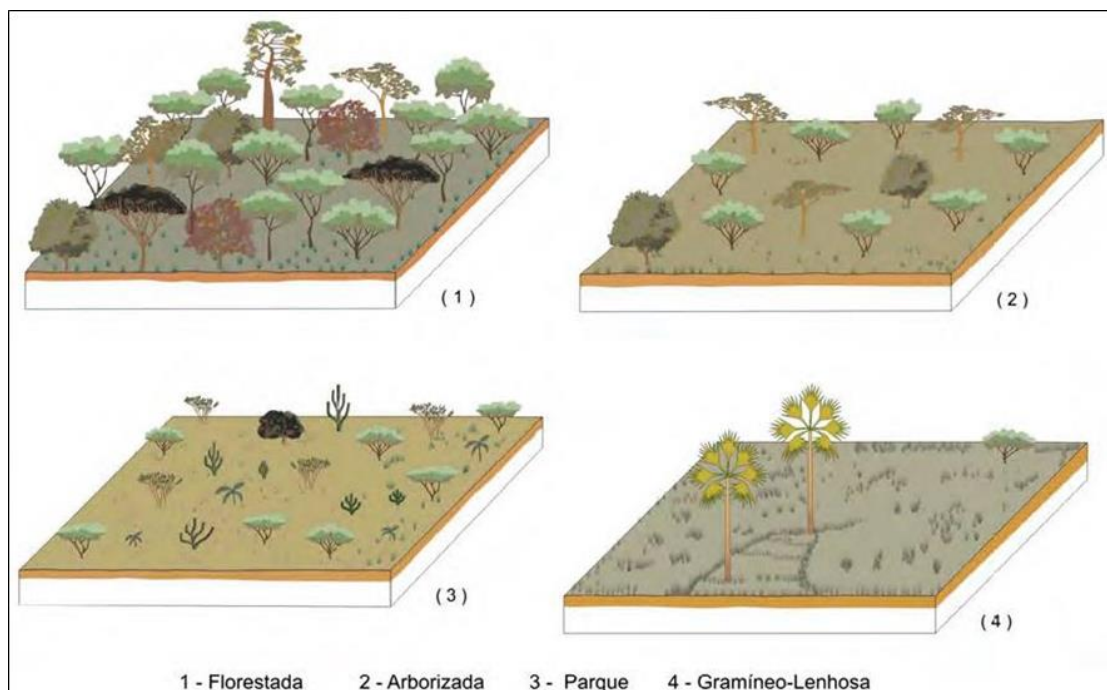 ( 1 )
( 2 )
( 3 )
( 4 )
1 - Florestada 2 - Arborizada 3 - Parque 4 - Gramíneo-Lenhosa